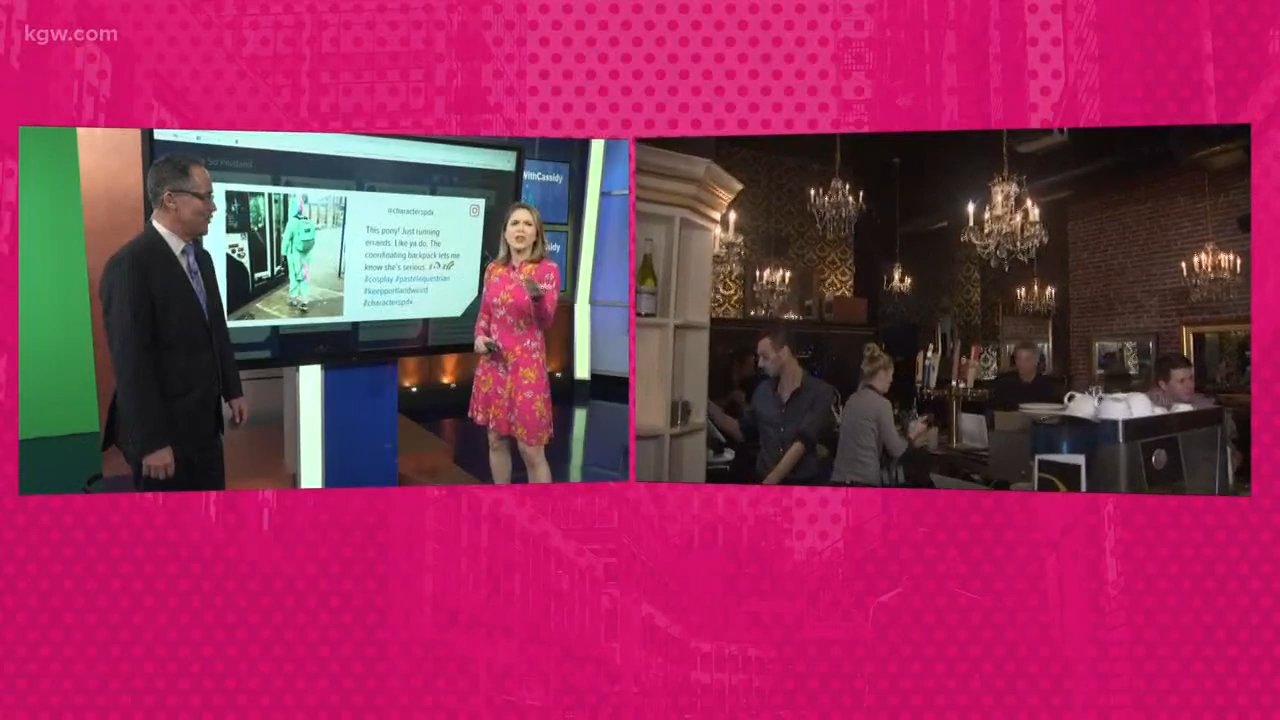 kgw.com
WithCassidy
@characterspdx
This pony! Just running
errands. Like ya do. The
coordinating backpack lets me
know she's serious.
#cosplay #pastelequestrian
#keepportlandweird
#characterspdx